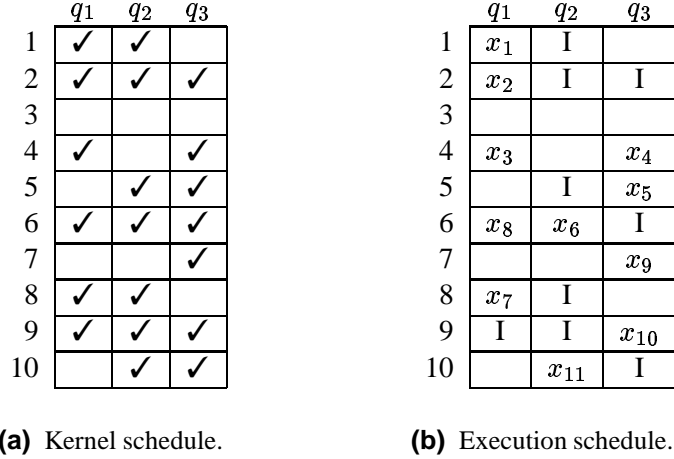 q₁ q₂ q₃
1 ✓ ✓
2 ✓ ✓ ✓
3
4 ✓ ✓
5 ✓ ✓
6 ✓ ✓ ✓
7 ✓
8 ✓ ✓
9 ✓ ✓ ✓
10 ✓ ✓
(a) Kernel schedule.
q₁ q₂ q₃
1 x₁ I
2 x₂ I I
3
4 x₃ x₄
5 I x₅
6 x₈ x₆ I
7 x₉
8 x₇ I
9 I I x₁₀
10 x₁₁ I
(b) Execution schedule.